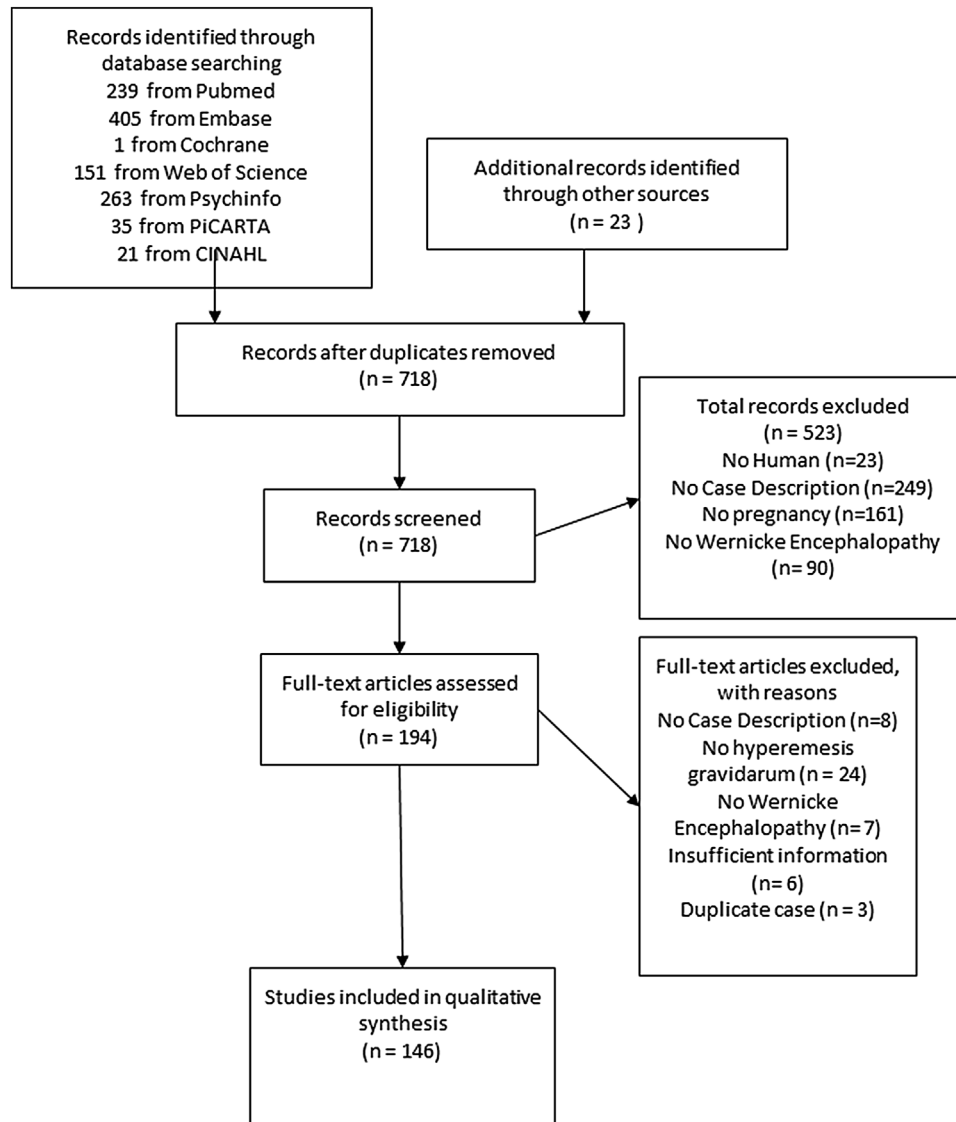 Records identified through
database searching
239 from Pubmed
405 from Embase
1 from Cochrane
151 from Web of Science
263 from Psychinfo
35 from PiCARTA
21 from CINAHL
Additional records identified
through other sources
(n = 23 )
Records after duplicates removed
(n = 718)
Records screened
(n = 718)
Total records excluded
(n = 523)
No Human (n=23)
No Case Description (n=249)
No pregnancy (n=161)
No Wernicke Encephalopathy
(n= 90)
Full-text articles assessed
for eligibility
(n = 194)
Full-text articles excluded,
with reasons
No Case Description (n=8)
No hyperemesis
gravidarum (n = 24)
No Wernicke
Encephalopathy (n= 7)
Insufficient information
(n= 6)
Duplicate case (n = 3)
Studies included in qualitative
synthesis
(n = 146)